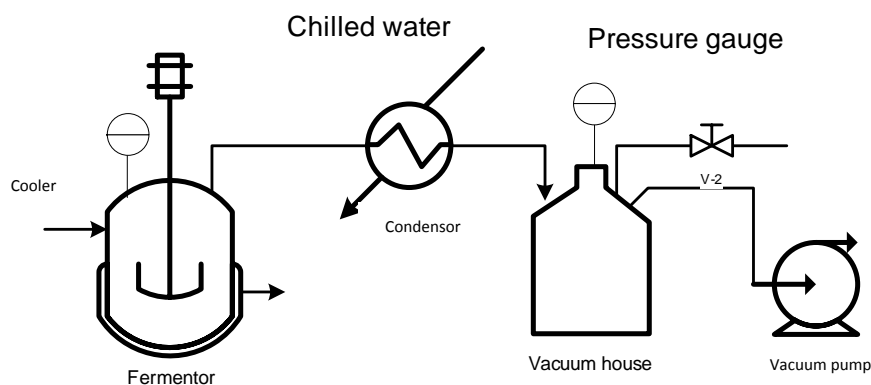 Chilled water
Pressure gauge
Cooler
Condensor
V-2
Fermentor
Vacuum house
Vacuum pump